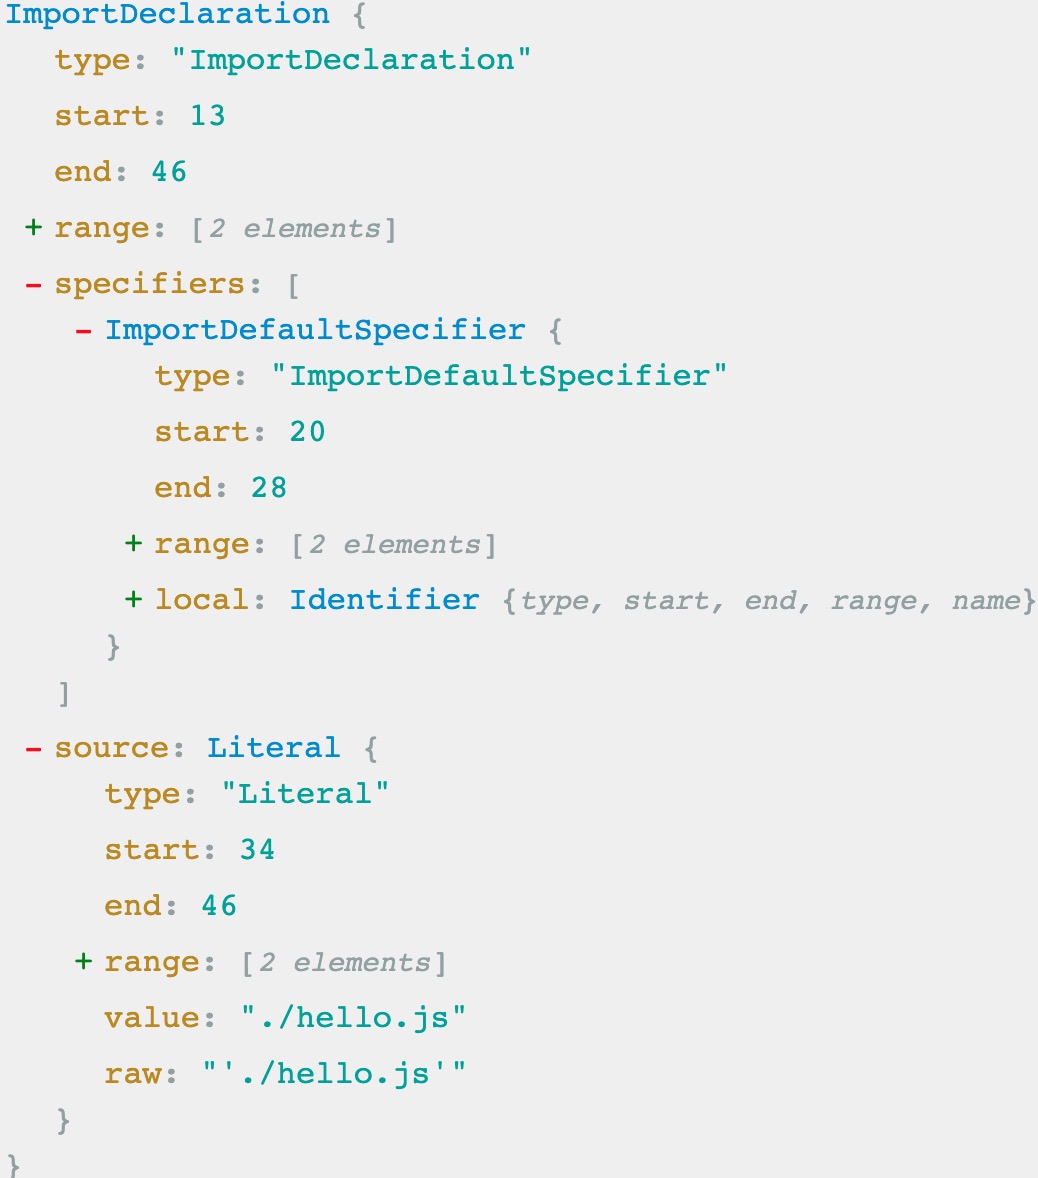 ImportDeclaration {
type: "ImportDeclaration"
start: 13
end: 46
+ range: [2 elements]
- specifiers: [
- ImportDefaultSpecifier {
type: "ImportDefaultSpecifier"
start: 20
end: 28
+ range: [2 elements]
+ local: Identifier {type, start, end, range, name}
}
]
- source: Literal {
type: "Literal"
start: 34
end: 46
+ range: [2 elements]
value: "./hello.js"
raw: "'./hello.js'"
}
}